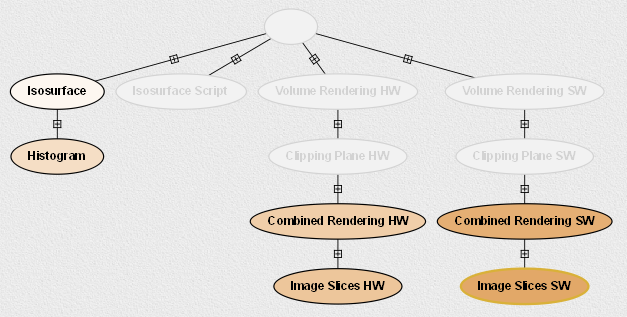 Isosurface
Isosurface Script
Volume Rendering HW
Volume Rendering SW
Histogram
Clipping Plane HW
Clipping Plane SW
Combined Rendering HW
Combined Rendering SW
Image Slices HW
Image Slices SW